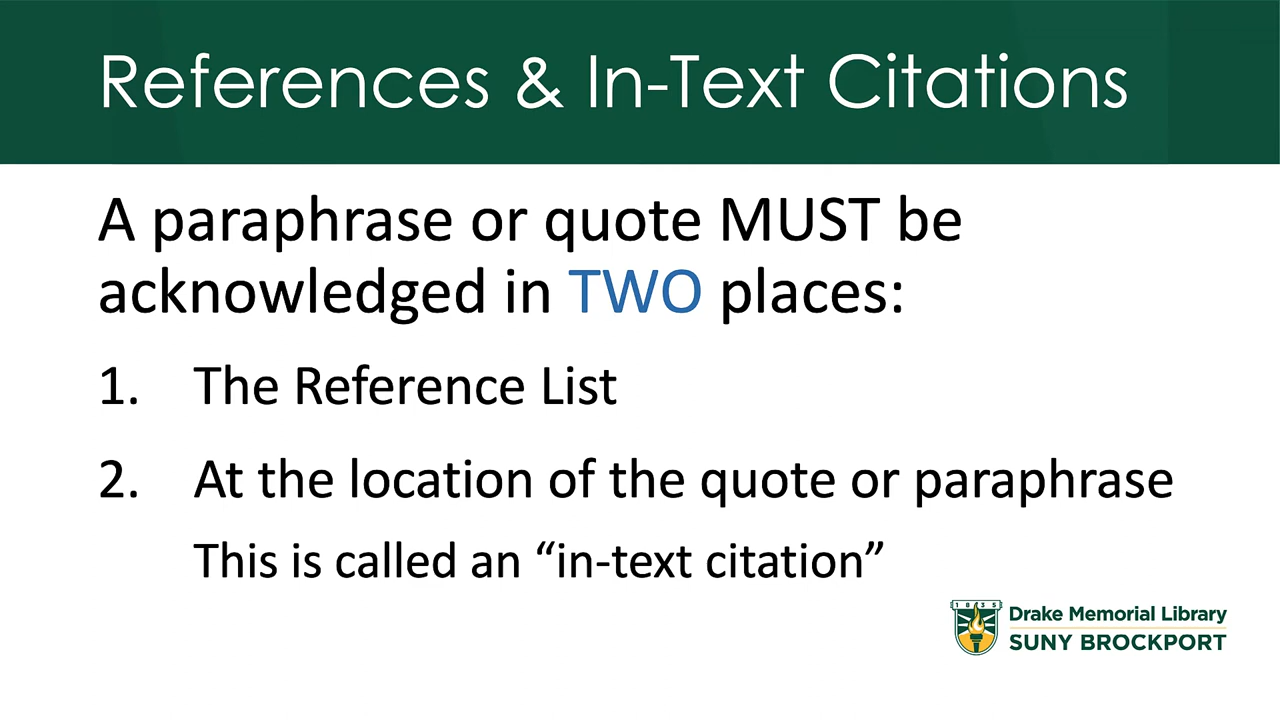 References & In-Text Citations
A paraphrase or quote MUST be
acknowledged in TWO places:
1. The Reference List
2. At the location of the quote or paraphrase
This is called an “in-text citation”
1835
Drake Memorial Library
SUNY BROCKPORT